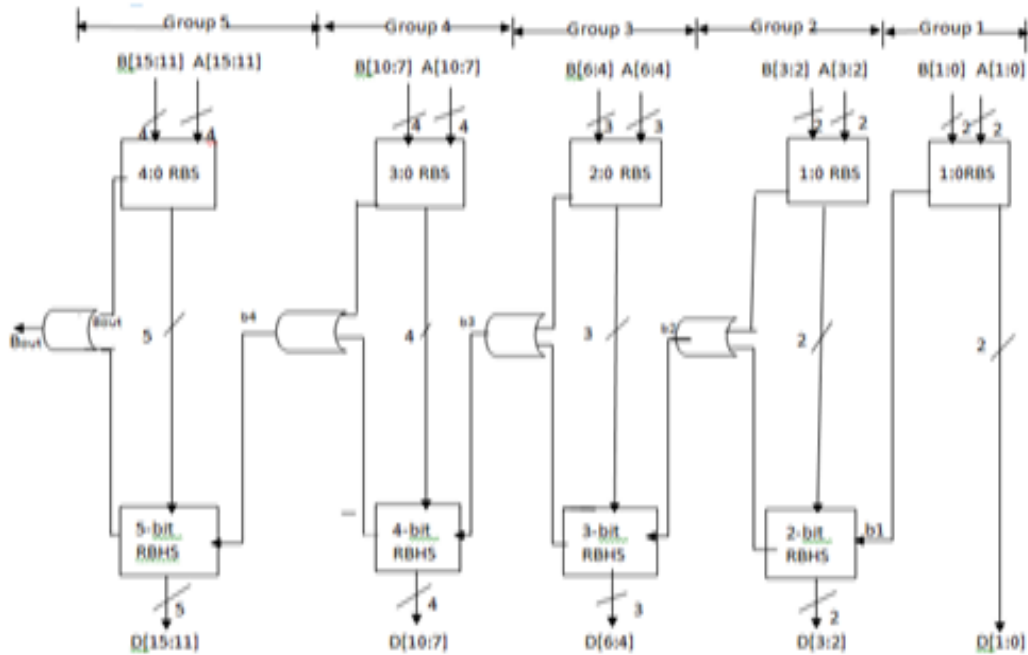 Group 5 Group 4 Group 3 Group 2 Group 1
B[15:11] A[15:11] B[10:7] A[10:7] B[6:4] A[6:4] B[3:2] A[3:2] B[1:0] A[1:0]
4 4 4 4 3 3 2 2 2 2
4:0 RBS 3:0 RBS 2:0 RBS 1:0 RBS 1:0RBS
Bout b4 b3 b2
Bout 5 4 3 2 2
5-bit 4-bit 3-bit 2-bit b1
RBHS RBHS RBHS RBHS
5 4 3 2
D[15:11] D[10:7] D[6:4] D[3:2] D[1:0]